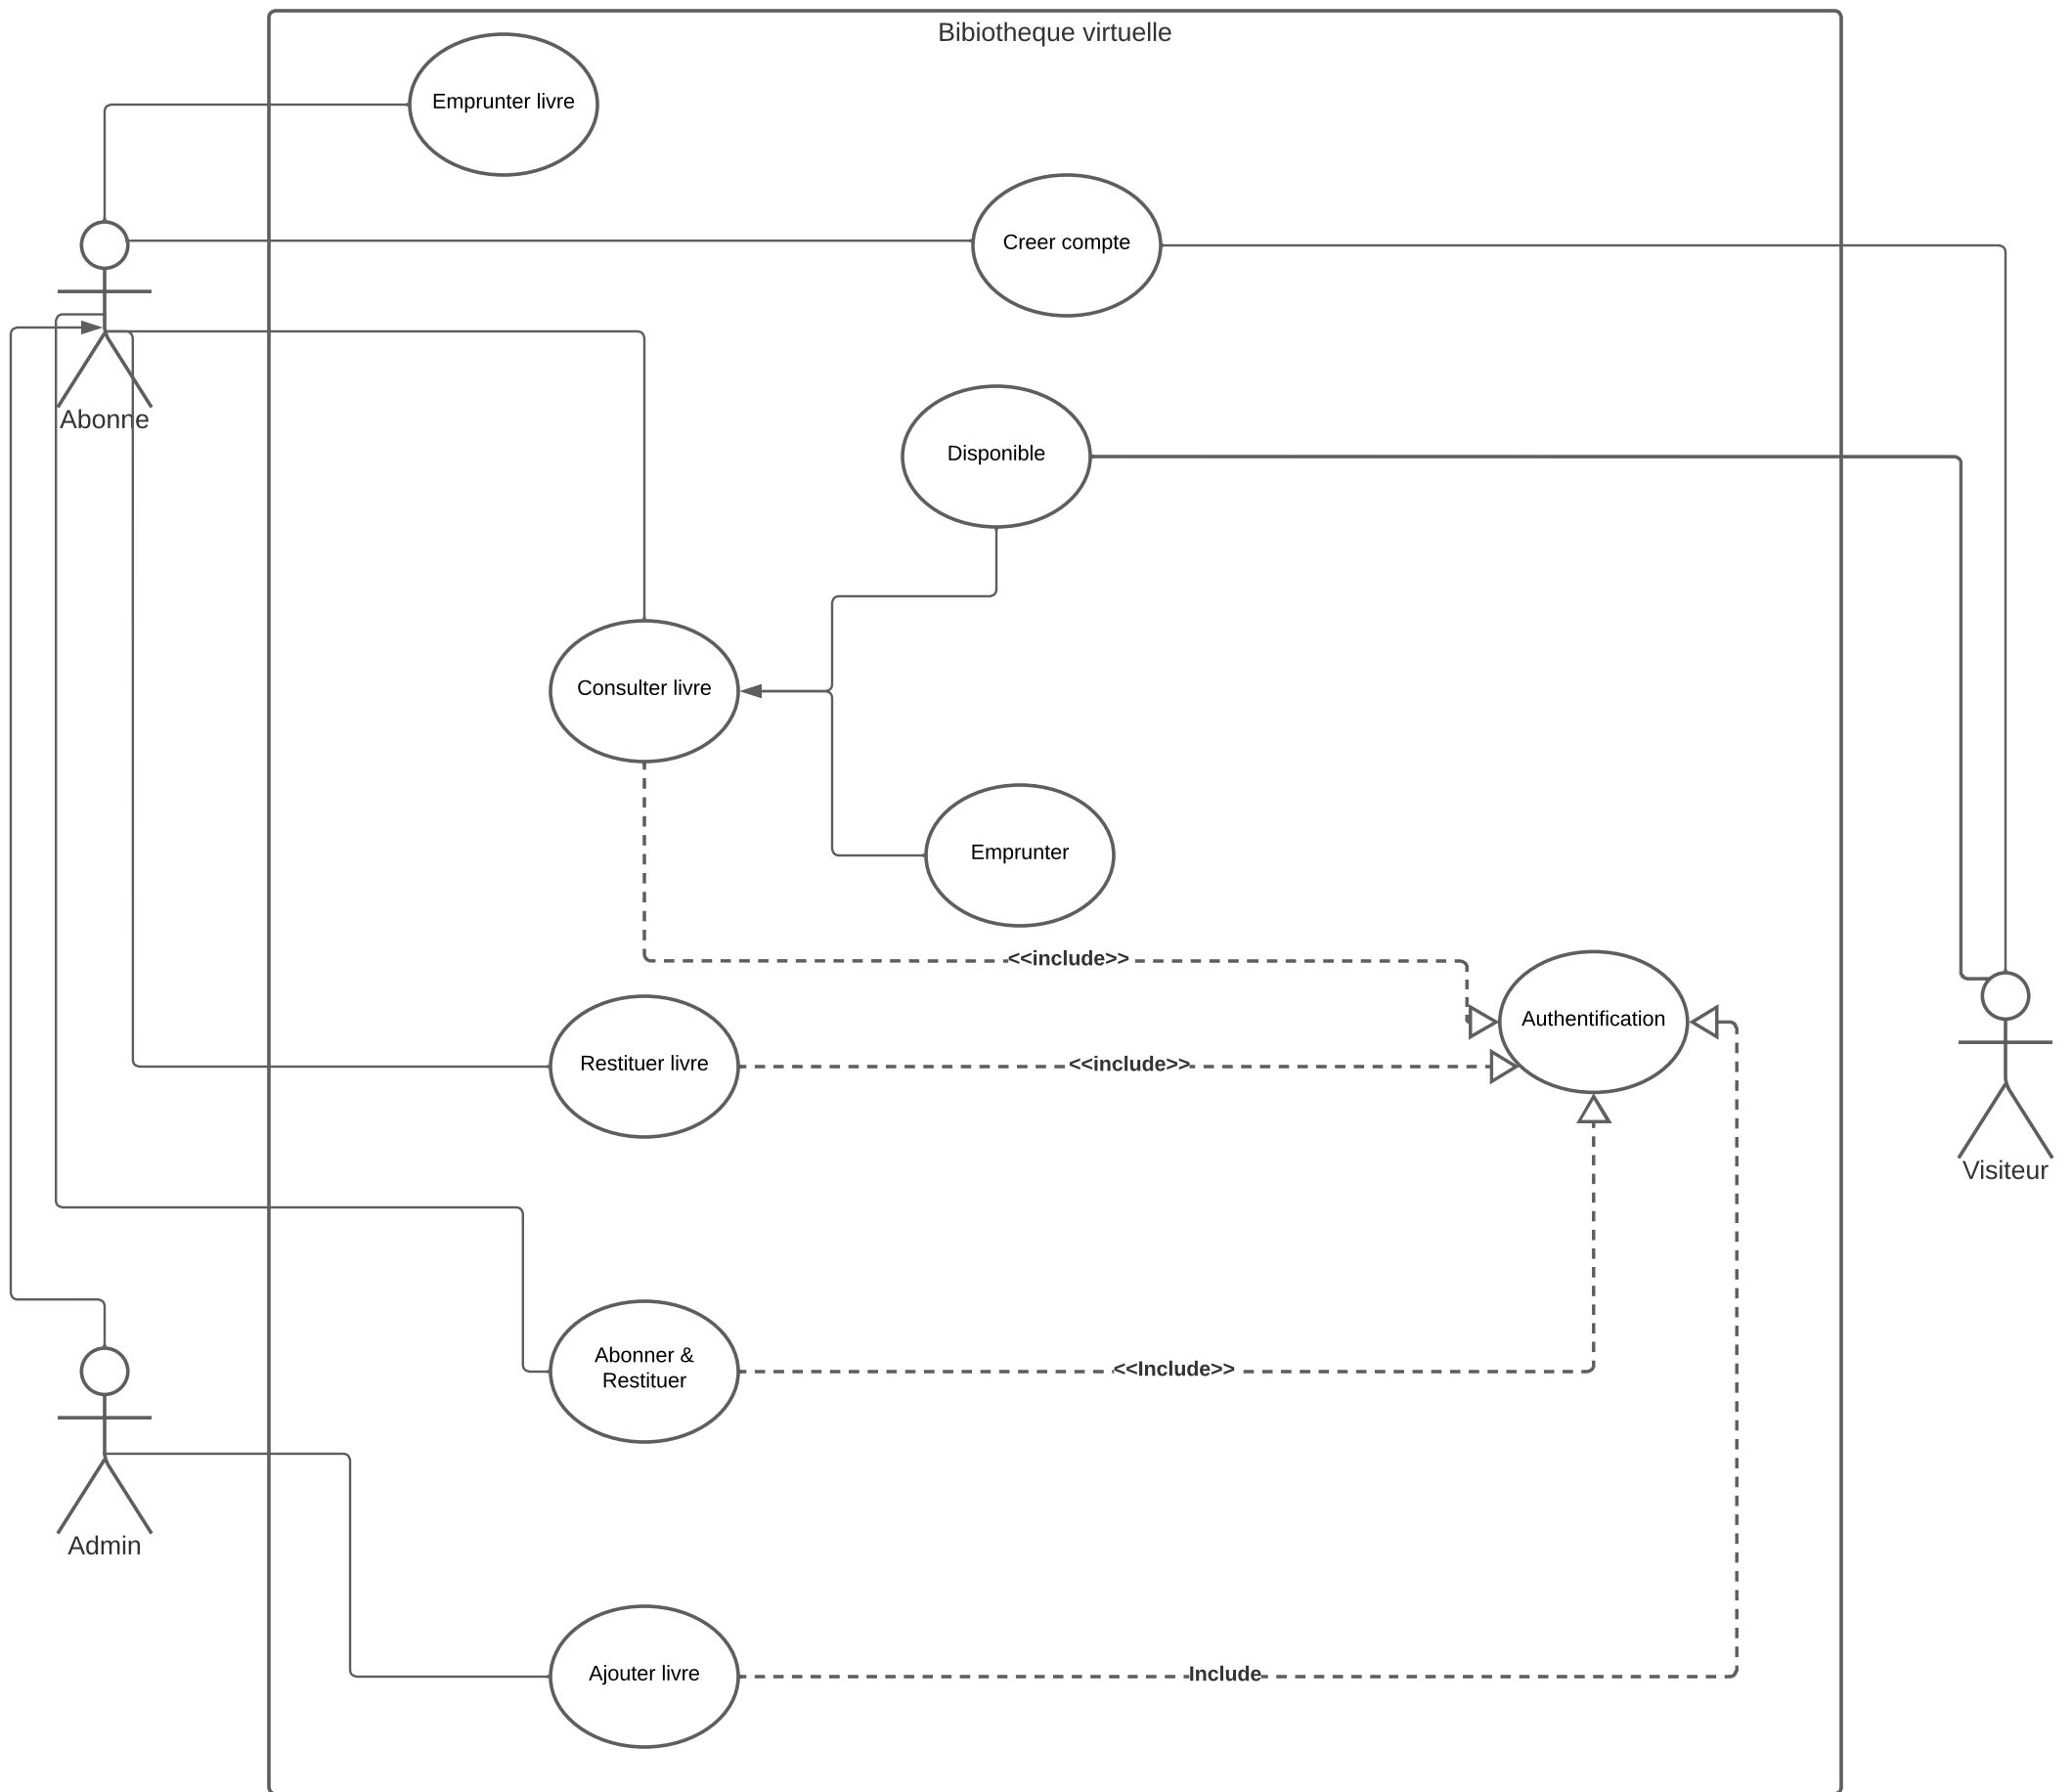 Bibiotheque virtuelle
Emprunter livre
Creer compte
Abonne
Disponible
Consulter livre
Emprunter
<<include>>
Authentification
Restituer livre
<<include>>
Visiteur
Abonner &
Restituer
<<Include>>
Admin
Ajouter livre
Include